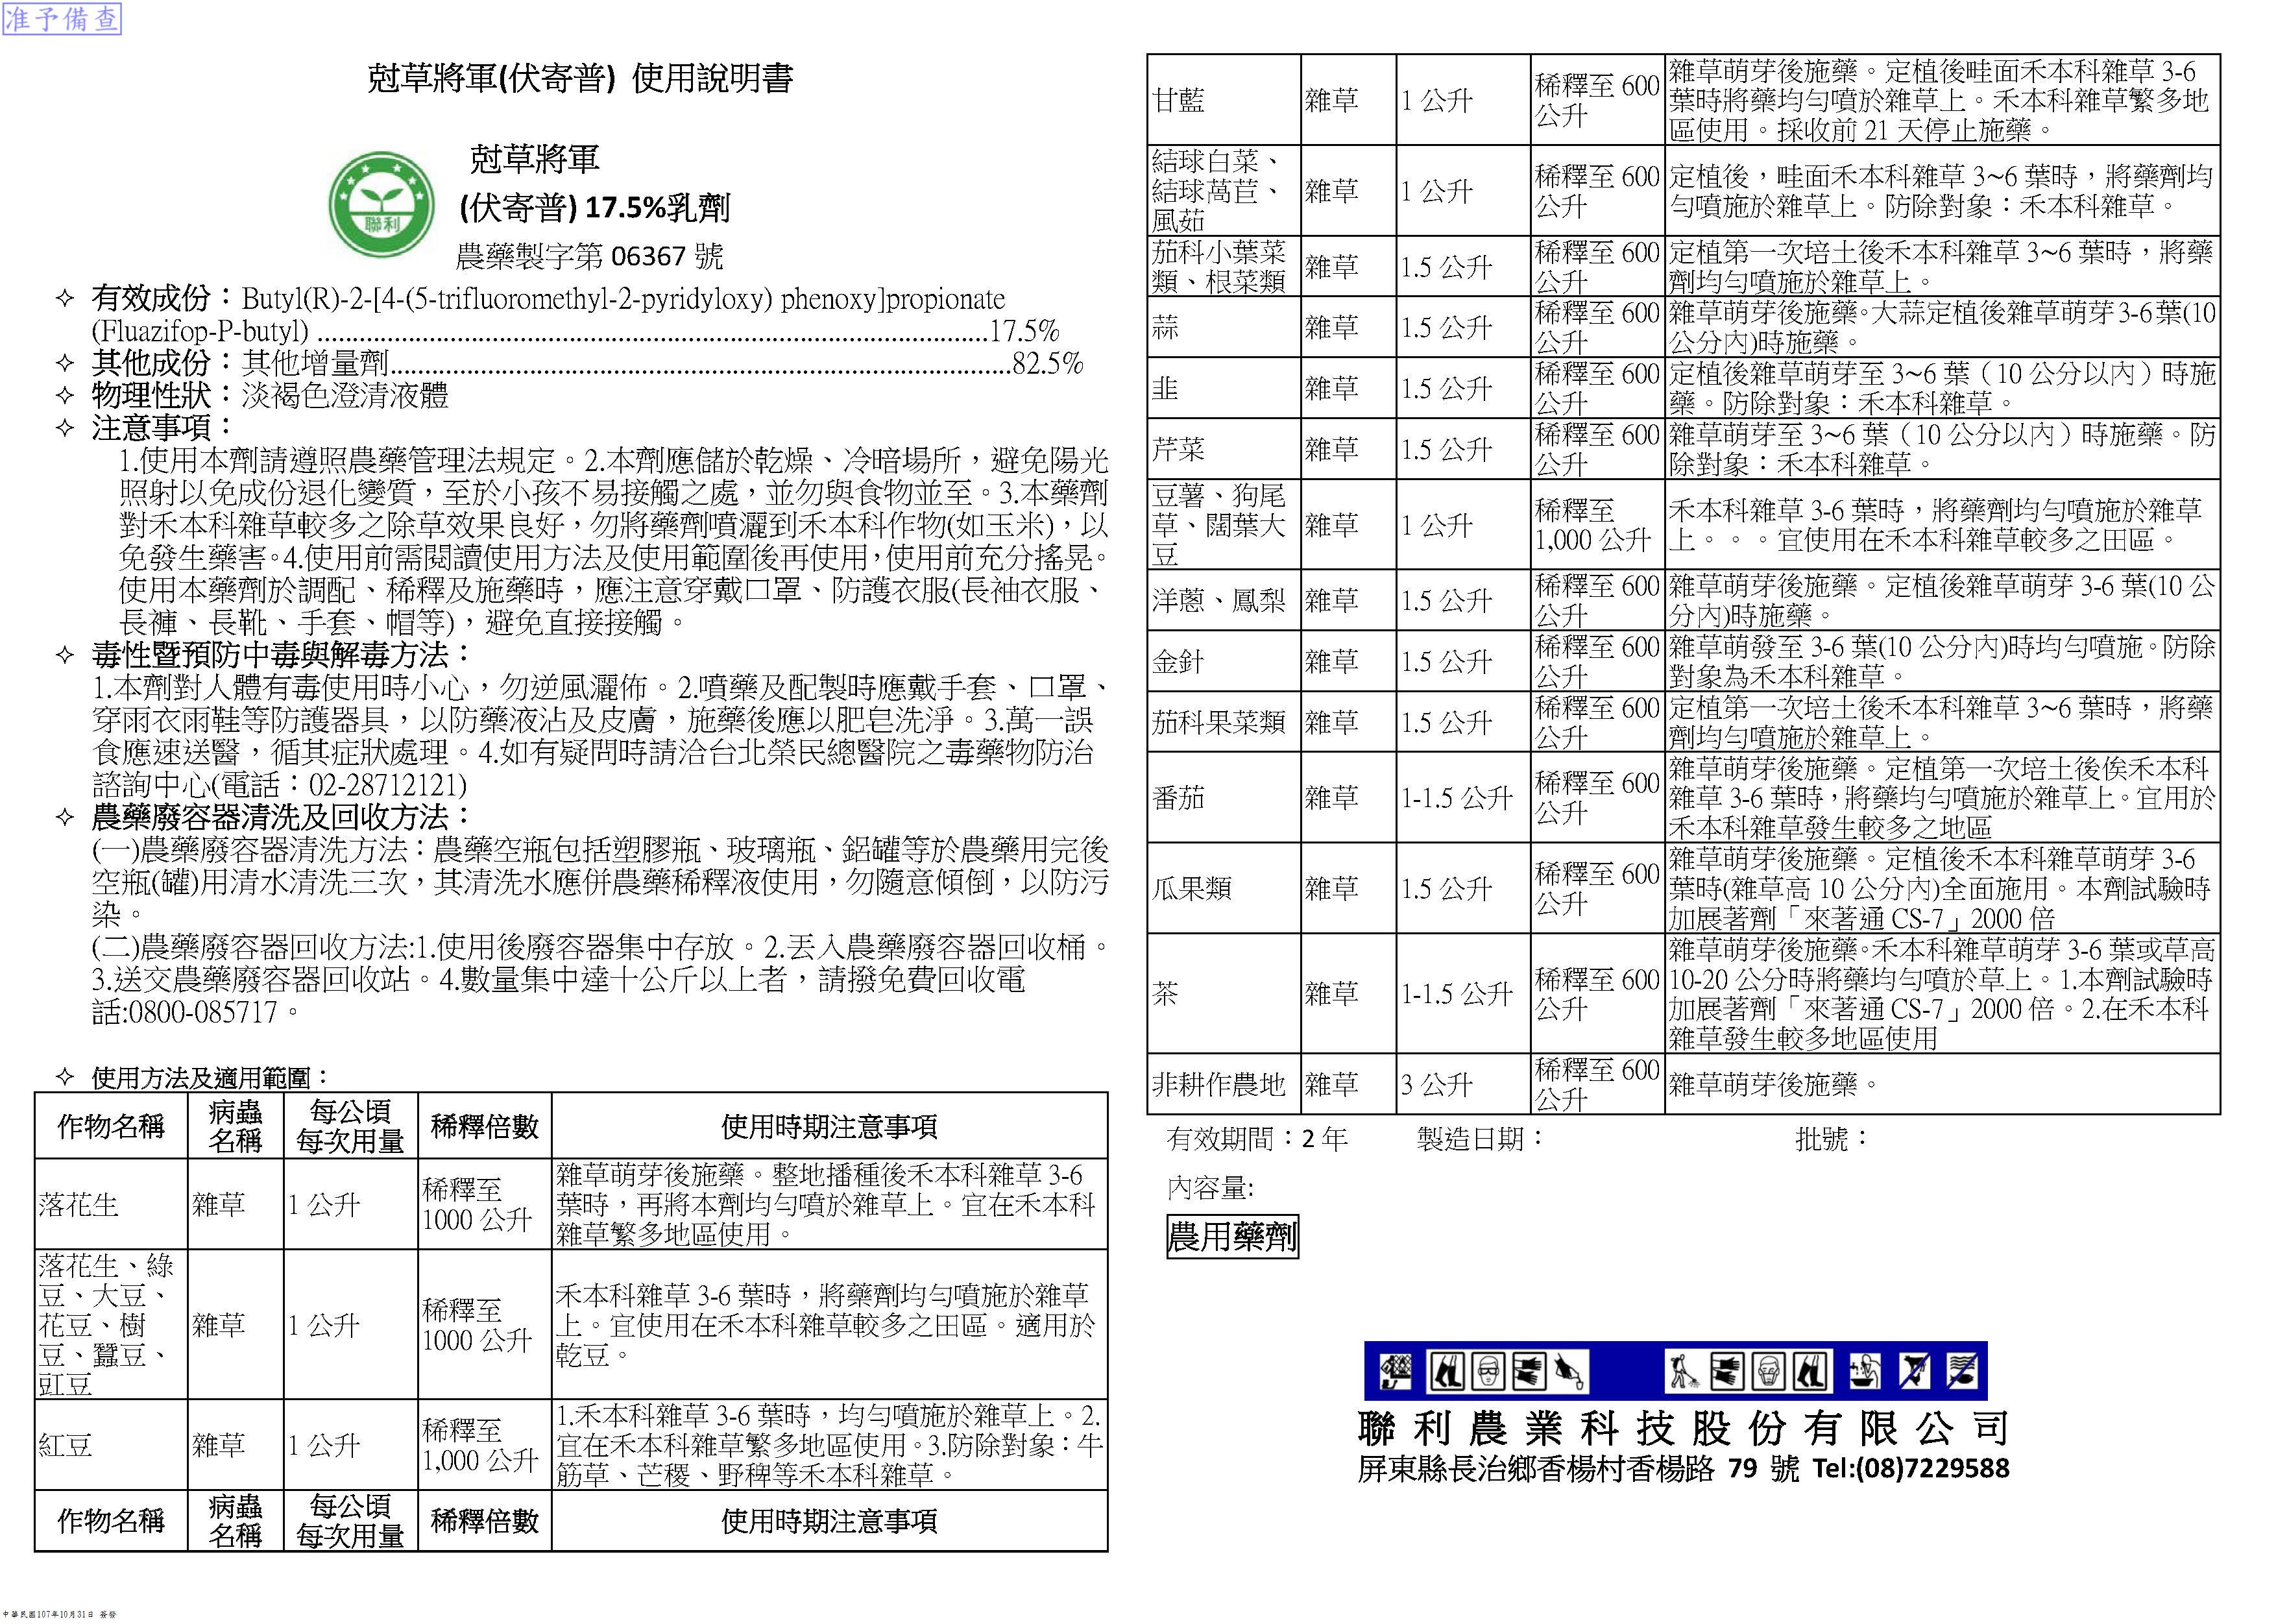 准予備查
尅草將軍(伏寄普) 使用說明書
尅草將軍
(伏寄普) 17.5%乳劑
農藥製字第 06367 號
聯利
✧ 有效成份：Butyl(R)-2-[4-(5-trifluoromethyl-2-pyridyloxy) phenoxy]propionate
(Fluazifop-P-butyl) ................................................................................................17.5%
✧ 其他成份：其他增量劑.........................................................................................82.5%
✧ 物理性狀：淡褐色澄清液體
✧ 注意事項：
1.使用本劑請遵照農藥管理法規定。2.本劑應儲於乾燥、冷暗場所，避免陽光
照射以免成份退化變質，至於小孩不易接觸之處，並勿與食物並至。3.本藥劑
對禾本科雜草較多之除草效果良好，勿將藥劑噴灑到禾本科作物(如玉米)，以
免發生藥害。4.使用前需閱讀使用方法及使用範圍後再使用，使用前充分搖晃。
使用本藥劑於調配、稀釋及施藥時，應注意穿戴口罩、防護衣服(長袖衣服、
長褲、長靴、手套、帽等)，避免直接接觸。
✧ 毒性暨預防中毒與解毒方法：
1.本劑對人體有毒使用時小心，勿逆風灑佈。2.噴藥及配製時應戴手套、口罩、
穿雨衣雨鞋等防護器具，以防藥液沾及皮膚，施藥後應以肥皂洗淨。3.萬一誤
食應速送醫，循其症狀處理。4.如有疑問時請洽台北榮民總醫院之毒藥物防治
諮詢中心(電話：02-28712121)
✧ 農藥廢容器清洗及回收方法：
(一)農藥廢容器清洗方法：農藥空瓶包括塑膠瓶、玻璃瓶、鋁罐等於農藥用完後
空瓶(罐)用清水清洗三次，其清洗水應併農藥稀釋液使用，勿隨意傾倒，以防污
染。
(二)農藥廢容器回收方法:1.使用後廢容器集中存放。2.丟入農藥廢容器回收桶。
3.送交農藥廢容器回收站。4.數量集中達十公斤以上者，請撥免費回收電
話:0800-085717。
✧ 使用方法及適用範圍：
作物名稱 病蟲名稱 每公頃每次用量 稀釋倍數 使用時期注意事項
落花生 雜草 1 公升 稀釋至 1000 公升 雜草萌芽後施藥。整地播種後禾本科雜草 3-6
葉時，再將本劑均勻噴於雜草上。宜在禾本科
雜草繁多地區使用。
落花生、綠
豆、大豆、
花豆、樹
豆、蠶豆、
豇豆 雜草 1 公升 稀釋至 1000 公升 禾本科雜草 3-6 葉時，將藥劑均勻噴施於雜草
上。宜使用在禾本科雜草較多之田區。適用於
乾豆。
紅豆 雜草 1 公升 稀釋至 1,000 公升 1.禾本科雜草 3-6 葉時，均勻噴施於雜草上。2.
宜在禾本科雜草繁多地區使用。3.防除對象：牛
筋草、芒稷、野稗等禾本科雜草。
作物名稱 病蟲名稱 每公頃每次用量 稀釋倍數 使用時期注意事項
甘藍 雜草 1 公升 稀釋至 600 公升 雜草萌芽後施藥。定植後畦面禾本科雜草 3-6
葉時將藥均勻噴於雜草上。禾本科雜草繁多地
區使用。採收前 21 天停止施藥。
結球白菜、
結球萵苣、
風茹 雜草 1 公升 稀釋至 600 公升 定植後，畦面禾本科雜草 3~6 葉時，將藥劑均
勻噴施於雜草上。防除對象：禾本科雜草。
茄科小葉菜
類、根菜類 雜草 1.5 公升 稀釋至 600 公升 定植第一次培土後禾本科雜草 3~6 葉時，將藥
劑均勻噴施於雜草上。
蒜 雜草 1.5 公升 稀釋至 600 公升 雜草萌芽後施藥。大蒜定植後雜草萌芽 3-6 葉(10
公分內)時施藥。
韭 雜草 1.5 公升 稀釋至 600 公升 定植後雜草萌芽至 3~6 葉（10 公分以內）時施
藥。防除對象：禾本科雜草。
芹菜 雜草 1.5 公升 稀釋至 600 公升 雜草萌芽至 3~6 葉（10 公分以內）時施藥。防
除對象：禾本科雜草。
豆薯、狗尾
草、闊葉大
豆 雜草 1 公升 稀釋至 1,000 公升 禾本科雜草 3-6 葉時，將藥劑均勻噴施於雜草
上。。。宜使用在禾本科雜草較多之田區。
洋蔥、鳳梨 雜草 1.5 公升 稀釋至 600 公升 雜草萌芽後施藥。定植後雜草萌芽 3-6 葉(10 公
分內)時施藥。
金針 雜草 1.5 公升 稀釋至 600 公升 雜草萌發至 3-6 葉(10 公分內)時均勻噴施。防除
對象為禾本科雜草。
茄科果菜類 雜草 1.5 公升 稀釋至 600 公升 定植第一次培土後禾本科雜草 3~6 葉時，將藥
劑均勻噴施於雜草上。
番茄 雜草 1-1.5 公升 稀釋至 600 公升 雜草萌芽後施藥。定植第一次培土後俟禾本科
雜草 3-6 葉時，將藥均勻噴施於雜草上。宜用於
禾本科雜草發生較多之地區
瓜果類 雜草 1.5 公升 稀釋至 600 公升 雜草萌芽後施藥。定植後禾本科雜草萌芽 3-6
葉時(雜草高 10 公分內)全面施用。本劑試驗時
加展著劑「來著通 CS-7」2000 倍
茶 雜草 1-1.5 公升 稀釋至 600 公升 雜草萌芽後施藥。禾本科雜草萌芽 3-6 葉或草高
10-20 公分時將藥均勻噴於草上。1.本劑試驗時
加展著劑「來著通 CS-7」2000 倍。2.在禾本科
雜草發生較多地區使用
非耕作農地 雜草 3 公升 稀釋至 600 公升 雜草萌芽後施藥。
有效期間：2 年 製造日期： 批號：
內容量:
農用藥劑
聯利農業科技股份有限公司
屏東縣長治鄉香楊村香楊路 79 號 Tel:(08)7229588
中華民國107年10月31日 簽發